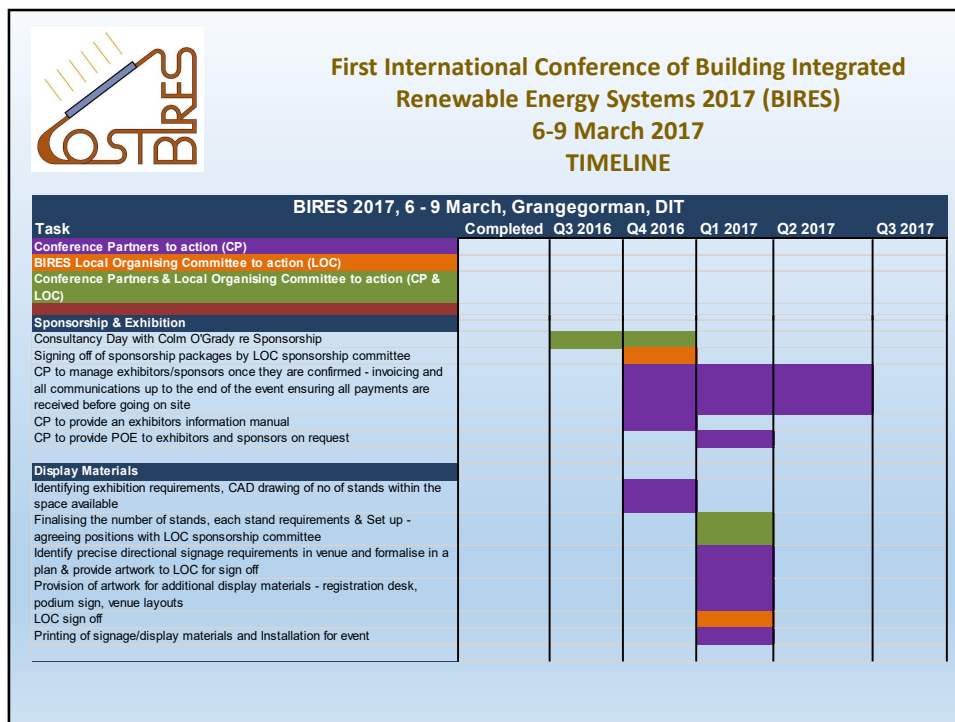 COST
BIRES
First International Conference of Building Integrated
Renewable Energy Systems 2017 (BIRES)
6-9 March 2017
TIMELINE
BIRES 2017, 6 - 9 March, Grangegorman, DIT
Task Completed Q3 2016 Q4 2016 Q1 2017 Q2 2017 Q3 2017
Conference Partners to action (CP)
BIRES Local Organising Committee to action (LOC)
Conference Partners & Local Organising Committee to action (CP &
LOC)
Sponsorship & Exhibition
Consultancy Day with Colm O'Grady re Sponsorship
Signing off of sponsorship packages by LOC sponsorship committee
CP to manage exhibitors/sponsors once they are confirmed - invoicing and
all communications up to the end of the event ensuring all payments are
received before going on site
CP to provide an exhibitors information manual
CP to provide POE to exhibitors and sponsors on request
Display Materials
Identifying exhibition requirements, CAD drawing of no of stands within the
space available
Finalising the number of stands, each stand requirements & Set up -
agreeing positions with LOC sponsorship committee
Identify precise directional signage requirements in venue and formalise in a
plan & provide artwork to LOC for sign off
Provision of artwork for additional display materials - registration desk,
podium sign, venue layouts
LOC sign off
Printing of signage/display materials and Installation for event